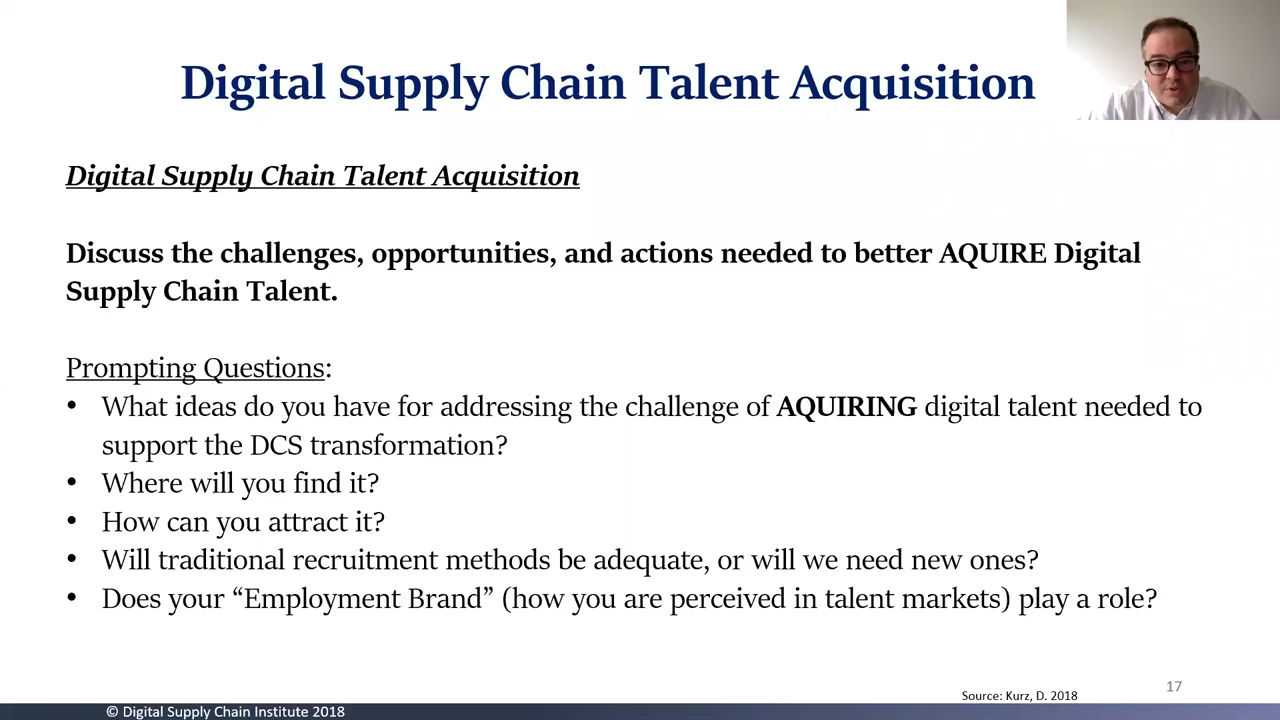 Digital Supply Chain Talent Acquisition
Digital Supply Chain Talent Acquisition
Discuss the challenges, opportunities, and actions needed to better AQUIRE Digital
Supply Chain Talent.
Prompting Questions:
• What ideas do you have for addressing the challenge of AQUIRING digital talent needed to
support the DCS transformation?
• Where will you find it?
• How can you attract it?
• Will traditional recruitment methods be adequate, or will we need new ones?
• Does your “Employment Brand” (how you are perceived in talent markets) play a role?
Source: Kurz, D. 2018
17
© Digital Supply Chain Institute 2018